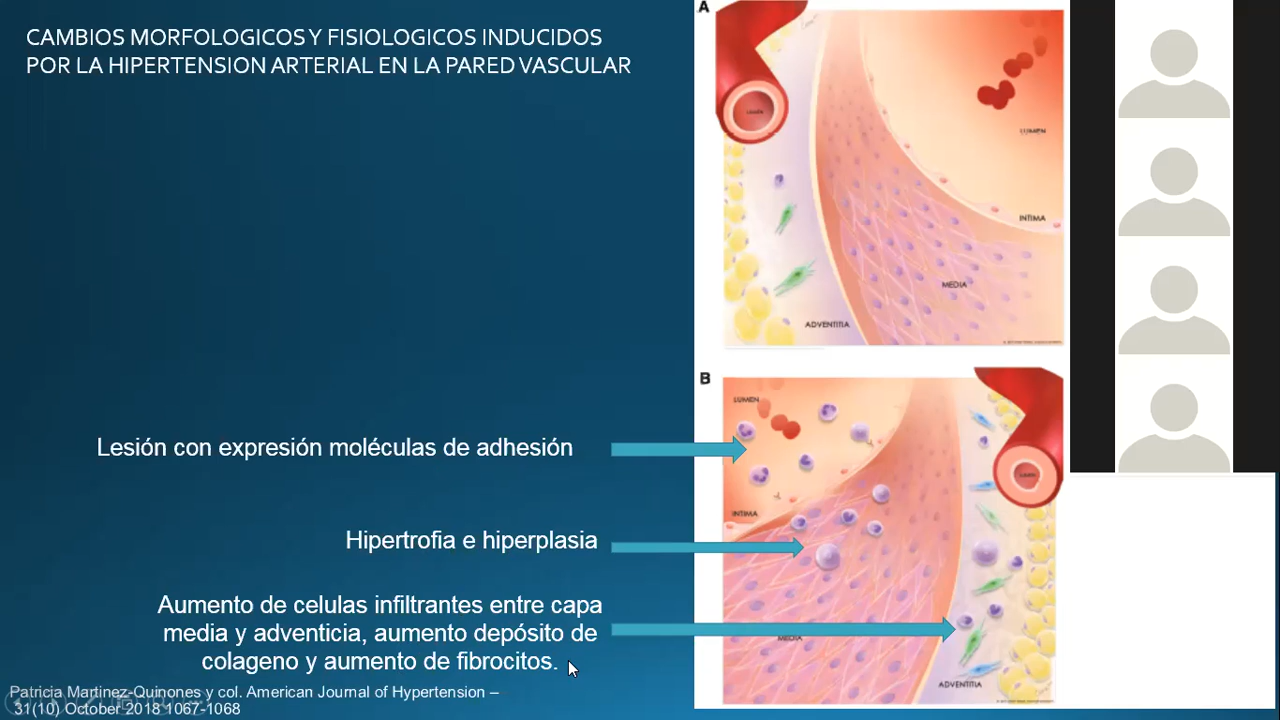 CAMBIOS MORFOLOGICOS Y FISIOLOGICOS INDUCIDOS
POR LA HIPERTENSION ARTERIAL EN LA PARED VASCULAR
A
LUMEN
LUMEN
INTIMA
MEDIA
ADVENTITIA
B
LUMEN
LUMEN
INTIMA
MEDIA
ADVENTITIA
Lesión con expresión moléculas de adhesión
Hipertrofia e hiperplasia
Aumento de celulas infiltrantes entre capa
media y adventicia, aumento depósito de
colageno y aumento de fibrocitos.
Patricia Martinez-Quinones y col. American Journal of Hypertension –
31(10) October 2018 1067-1068